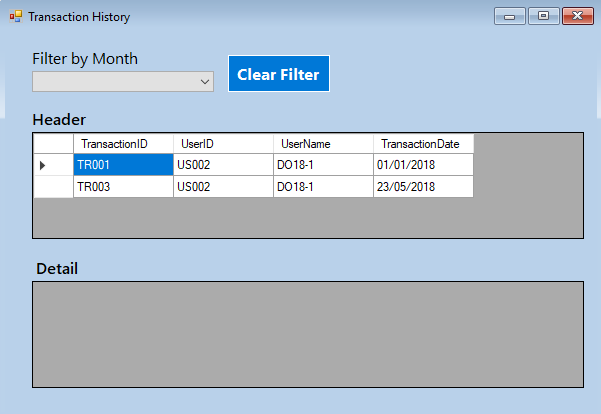 Transaction History
Filter by Month
Clear Filter
Header
TransactionID UserID UserName TransactionDate
TR001 US002 DO18-1 01/01/2018
TR003 US002 DO18-1 23/05/2018
Detail